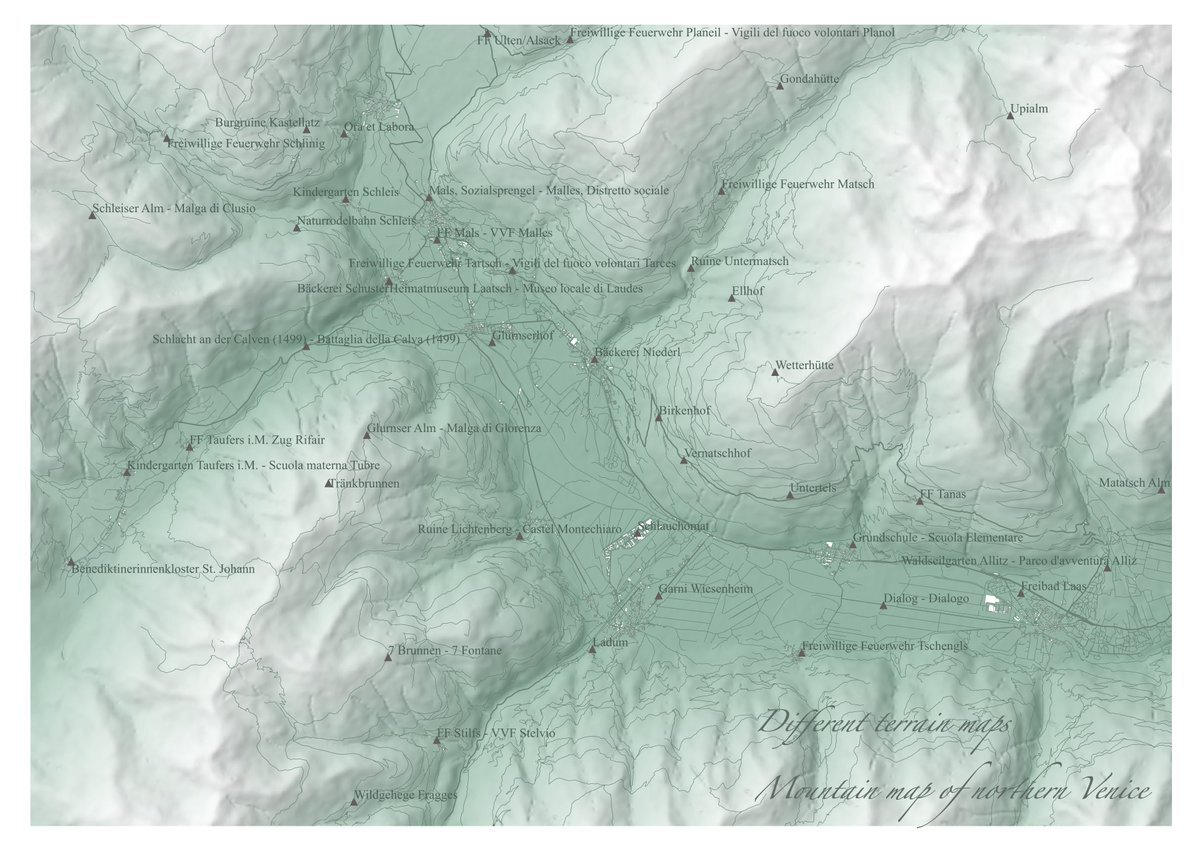 Freiwillige Feuerwehr Planeil - Vigili del fuoco volontari Planol
FF Ulten/Alsack
Gondahütte
Upialm
Burgruine Kastellatz
Ora et Labora
Freiwillige Feuerwehr Schlinig
Freiwillige Feuerwehr Matsch
Kindergarten Schleis
Mals, Sozialsprengel - Malles, Distretto sociale
Schleiser Alm - Malga di Clusio
Naturrodelbahn Schleis
FF Mals - VVF Malles
Freiwillige Feuerwehr Tartsch - Vigili del fuoco volontari Tarces
Ruine Untermatsch
Bäckerei Schuster
Heimatmuseum Laatsch - Museo locale di Laudes
Ellhof
Schlacht an der Calven (1499) - Battaglia della Calva (1499)
Glurnserhof
Bäckerei Niederl
Wetterhütte
Birkenhof
Glurnser Alm - Malga di Glorenza
FF Taufers i.M. Zug Rifair
Vernatschhof
Kindergarten Taufers i.M. - Scuola materna Tubre
Tränkbrunnen
Matatsch Alm
Untertels
FF Tanas
Ruine Lichtenberg - Castel Montechiaro
Schlauchomat
Grundschule - Scuola Elementare
Waldseilgarten Allitz - Parco d'avventura Alliz
Benediktinerinnenkloster St. Johann
Garni Wiesenheim
Freibad Laas
Dialog - Dialogo
Ladum
Freiwillige Feuerwehr Tschengls
7 Brunnen - 7 Fontane
Different terrain maps
FF Stilfs - VVF Stelvio
Mountain map of northern Venice
Wildgehege Fragges